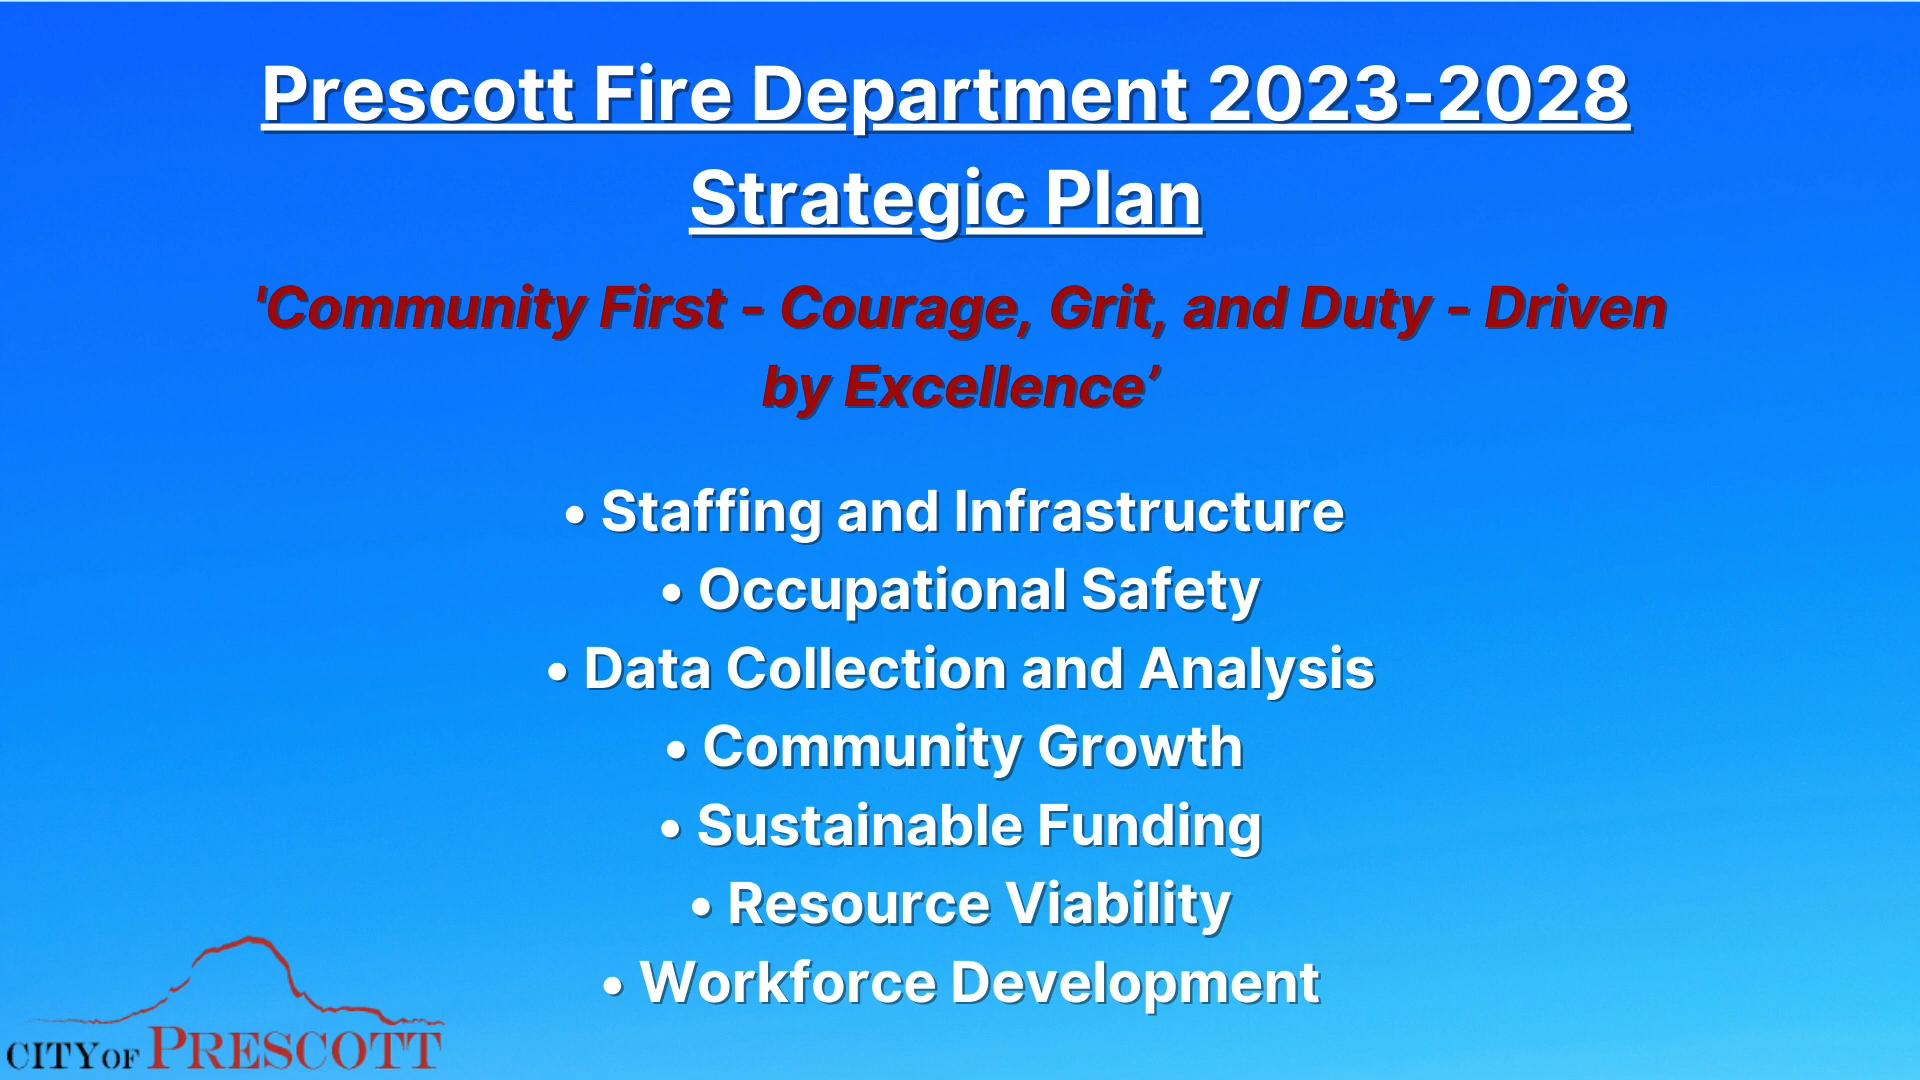 Prescott Fire Department 2023-2028
Strategic Plan
'Community First - Courage, Grit, and Duty - Driven
by Excellence’
• Staffing and Infrastructure
• Occupational Safety
• Data Collection and Analysis
• Community Growth
• Sustainable Funding
• Resource Viability
• Workforce Development
CITY OF PRESCOTT